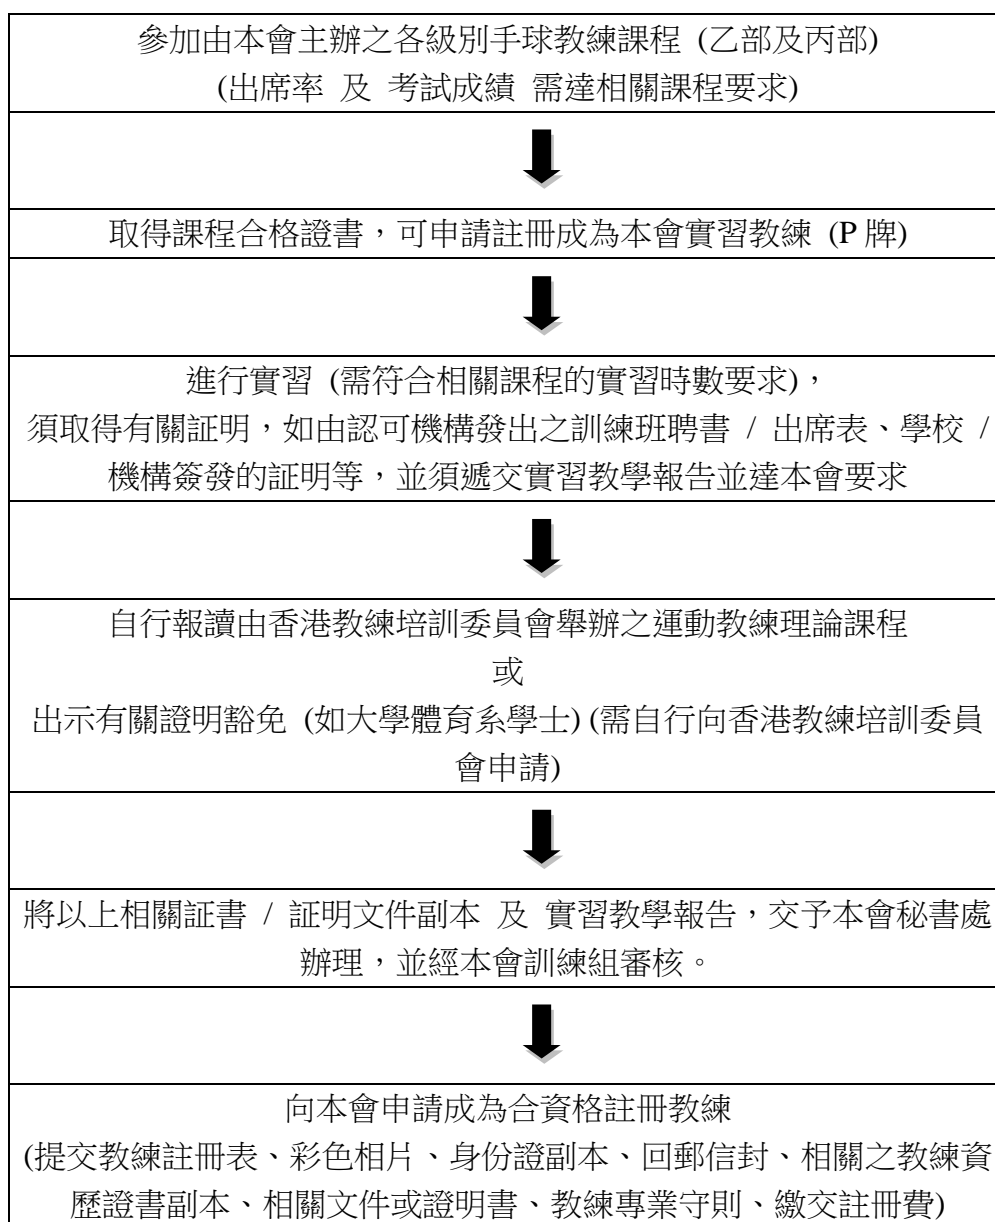 參加由本會主辦之各級別手球教練課程 (乙部及丙部)
(出席率 及 考試成績 需達相關課程要求)
取得課程合格證書，可申請註冊成為本會實習教練 (P 牌)
進行實習 (需符合相關課程的實習時數要求)，
須取得有關証明，如由認可機構發出之訓練班聘書 / 出席表、學校 /
機構簽發的証明等，並須遞交實習教學報告並達本會要求
自行報讀由香港教練培訓委員會舉辦之運動教練理論課程
或
出示有關證明豁免 (如大學體育系學士) (需自行向香港教練培訓委員
會申請)
將以上相關証書 / 証明文件副本 及 實習教學報告，交予本會秘書處
辦理，並經本會訓練組審核。
向本會申請成為合資格註冊教練
(提交教練註冊表、彩色相片、身份證副本、回郵信封、相關之教練資
歷證書副本、相關文件或證明書、教練專業守則、繳交註冊費)